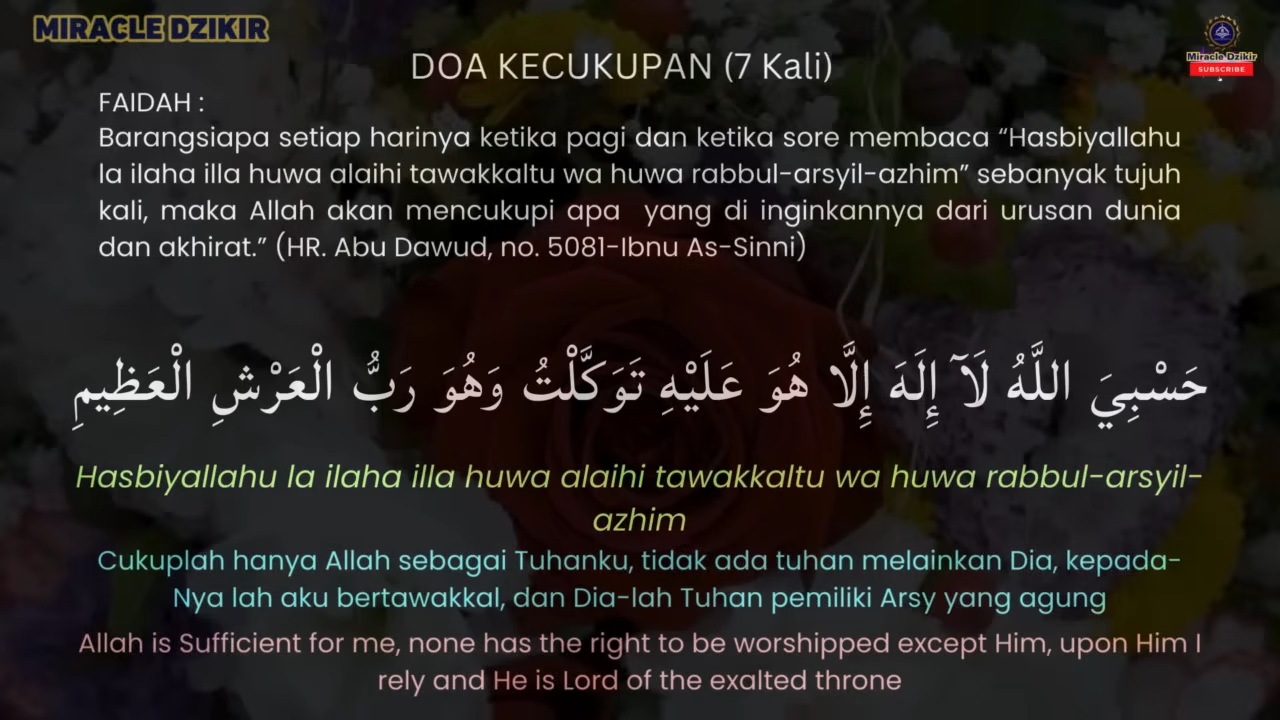 MIRACLE DZIKIR
Miracle Dzikir
SUBSCRIBE
DOA KECUKUPAN (7 Kali)
FAIDAH :
Barangsiapa setiap harinya ketika pagi dan ketika sore membaca “Hasbiyallahu
la ilaha illa huwa alaihi tawakkaltu wa huwa rabbul-arsyil-azhim” sebanyak tujuh
kali, maka Allah akan mencukupi apa yang di inginkannya dari urusan dunia
dan akhirat.” (HR. Abu Dawud, no. 5081-Ibnu As-Sinni)
حَسْبِيَ اللَّهُ لَآ إِلَهَ إِلَّا هُوَ عَلَيْهِ تَوَكَّلْتُ وَهُوَ رَبُّ الْعَرْشِ الْعَظِيمِ
Hasbiyallahu la ilaha illa huwa alaihi tawakkaltu wa huwa rabbul-arsyil-
azhim
Cukuplah hanya Allah sebagai Tuhanku, tidak ada tuhan melainkan Dia, kepada-
Nya lah aku bertawakkal, dan Dia-lah Tuhan pemiliki Arsy yang agung
Allah is Sufficient for me, none has the right to be worshipped except Him, upon Him I
rely and He is Lord of the exalted throne